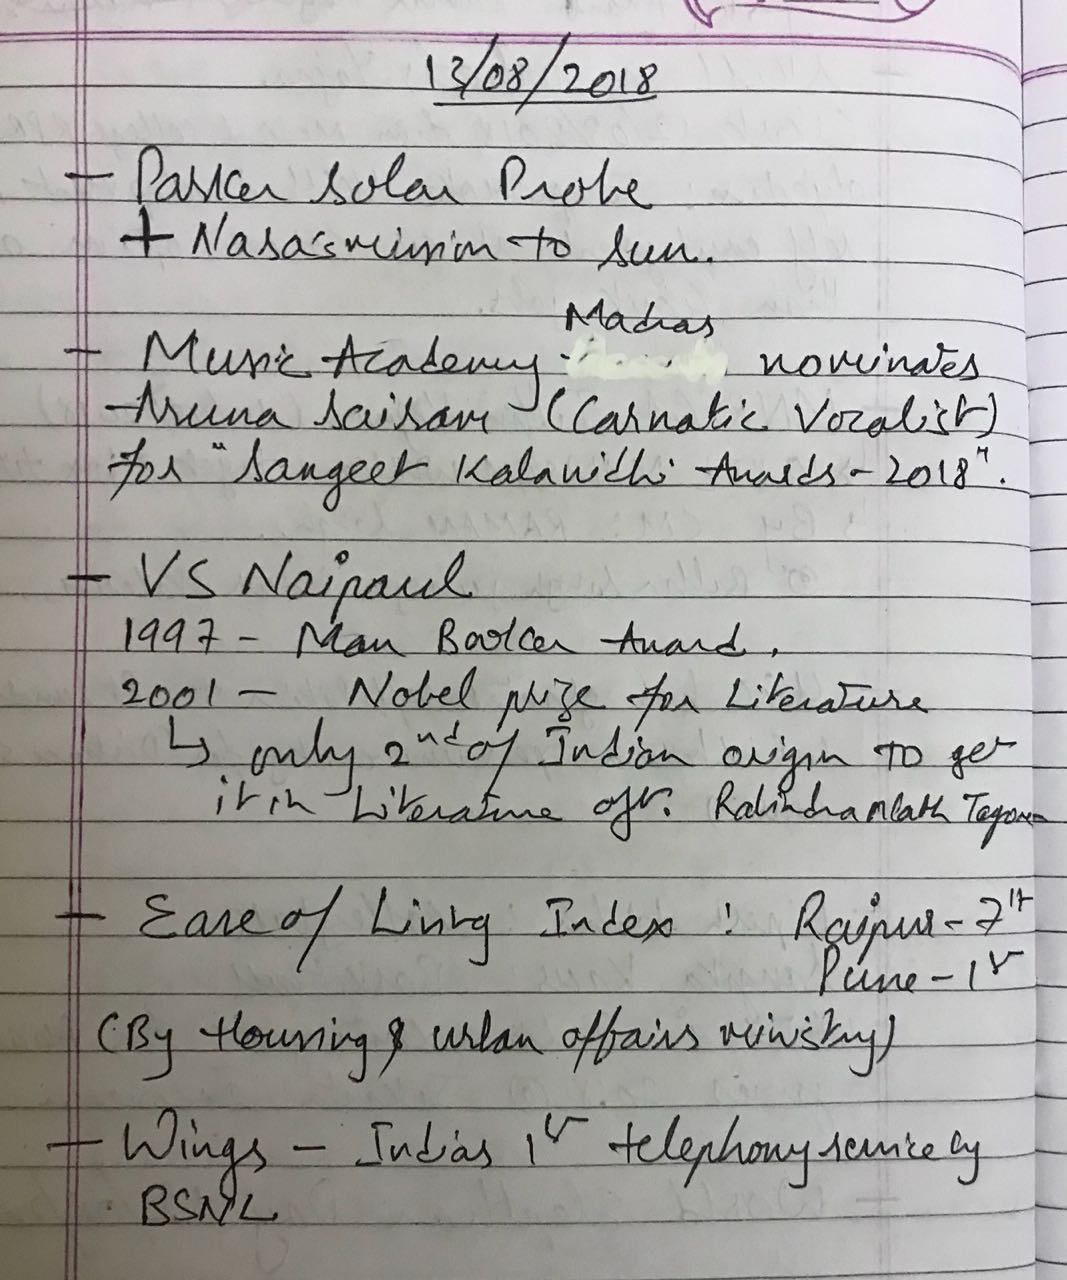 13/08/2018
- Parker Solar Probe
+ Nasa's mission to Sun.
Madras
- Music Academy nominates
Aruna Sairam (Carnatic Vocalist)
for "Sangeet Kalanidhi Awards - 2018".
- VS Naipaul
1997 - Man Booker Award.
2001 - Nobel prize for Literature
↳ only 2nd of Indian origin to get
it in Literature aft. Rabindranath Tagore
- Ease of Living Index : Raipur - 7th
Pune - 1st
(By Housing & urban affairs ministry)
- Wings - India's 1st telephony service by
BSNL